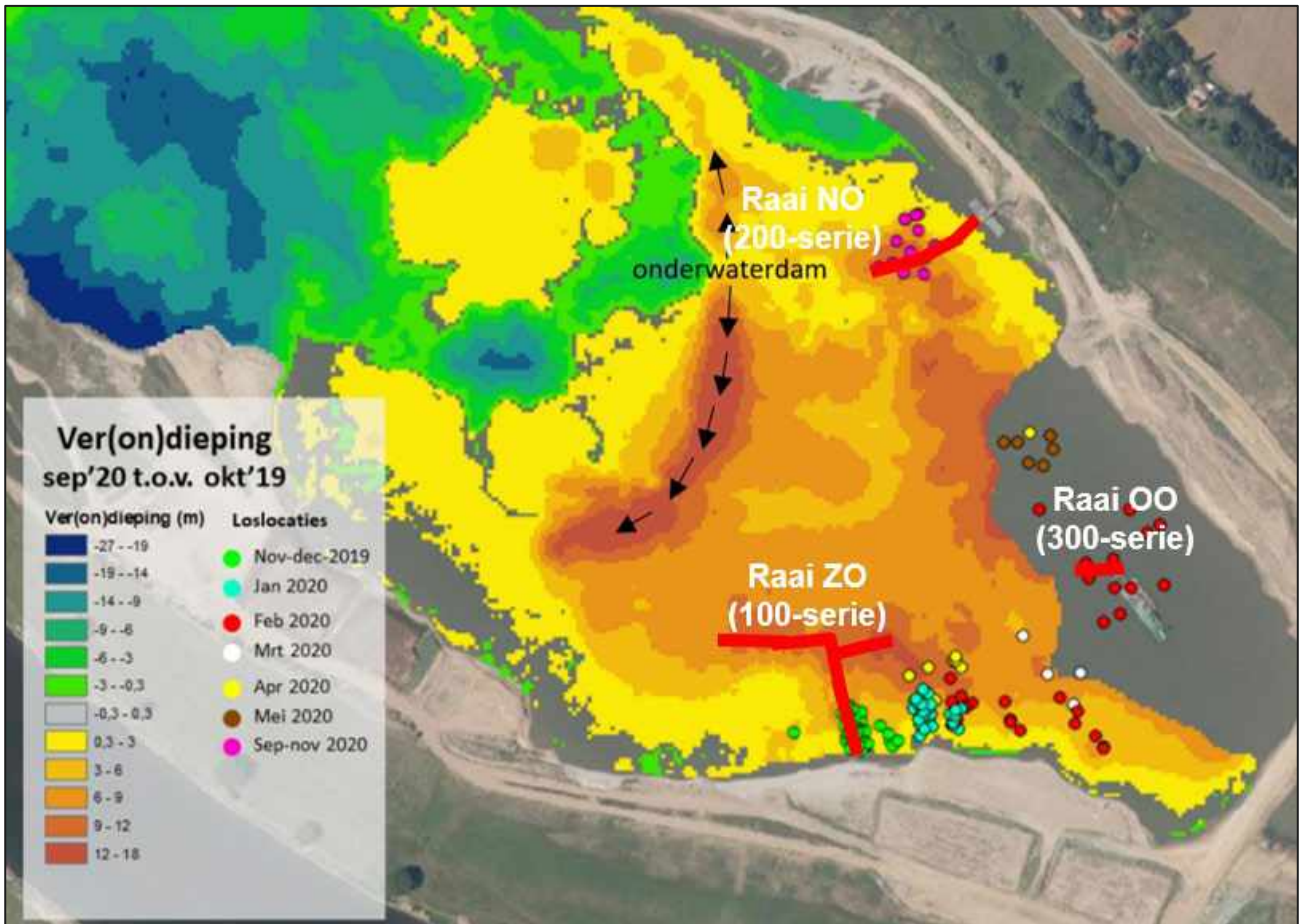 Raai NO
(200-serie)
onderwaterdam
Raai OO
(300-serie)
Raai ZO
(100-serie)
Ver(on)dieping
sep'20 t.o.v. okt'19
Ver(on)dieping (m)
-27 - -19
-19 - -14
-14 - -9
-9 - -6
-6 - -3
-3 - -0,3
-0,3 - 0,3
0,3 - 3
3 - 6
6 - 9
9 - 12
12 - 18
Loslocaties
Nov-dec-2019
Jan 2020
Feb 2020
Mrt 2020
Apr 2020
Mei 2020
Sep-nov 2020